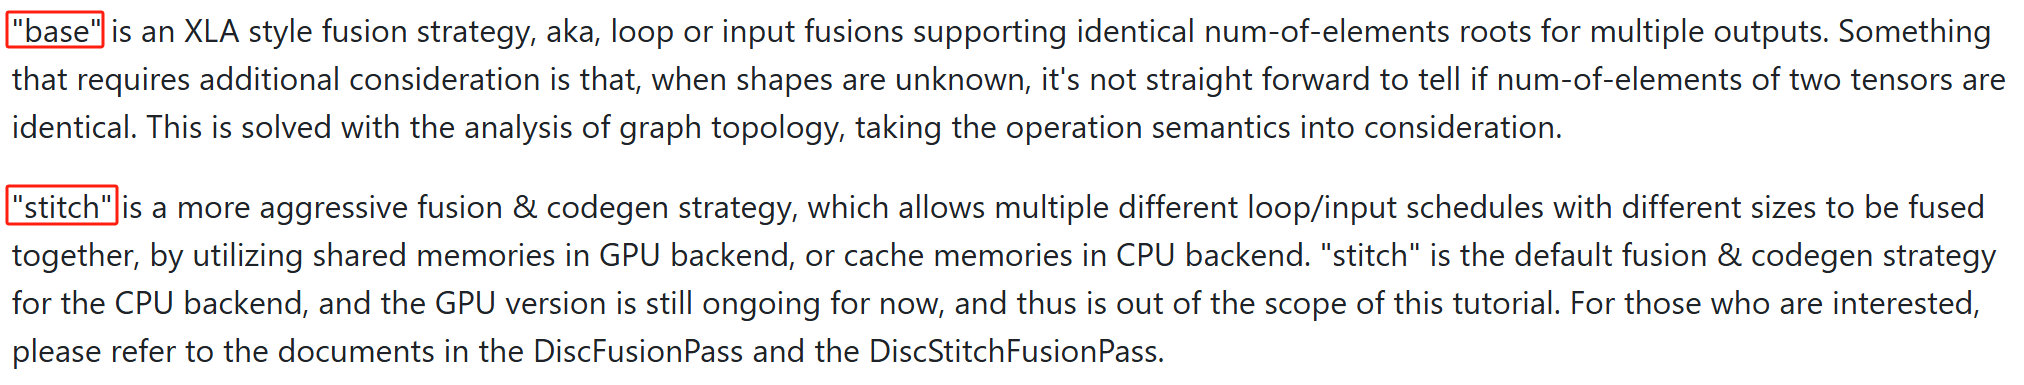 "base" is an XLA style fusion strategy, aka, loop or input fusions supporting identical num-of-elements roots for multiple outputs. Something
that requires additional consideration is that, when shapes are unknown, it's not straight forward to tell if num-of-elements of two tensors are
identical. This is solved with the analysis of graph topology, taking the operation semantics into consideration.
"stitch" is a more aggressive fusion & codegen strategy, which allows multiple different loop/input schedules with different sizes to be fused
together, by utilizing shared memories in GPU backend, or cache memories in CPU backend. "stitch" is the default fusion & codegen strategy
for the CPU backend, and the GPU version is still ongoing for now, and thus is out of the scope of this tutorial. For those who are interested,
please refer to the documents in the DiscFusionPass and the DiscStitchFusionPass.